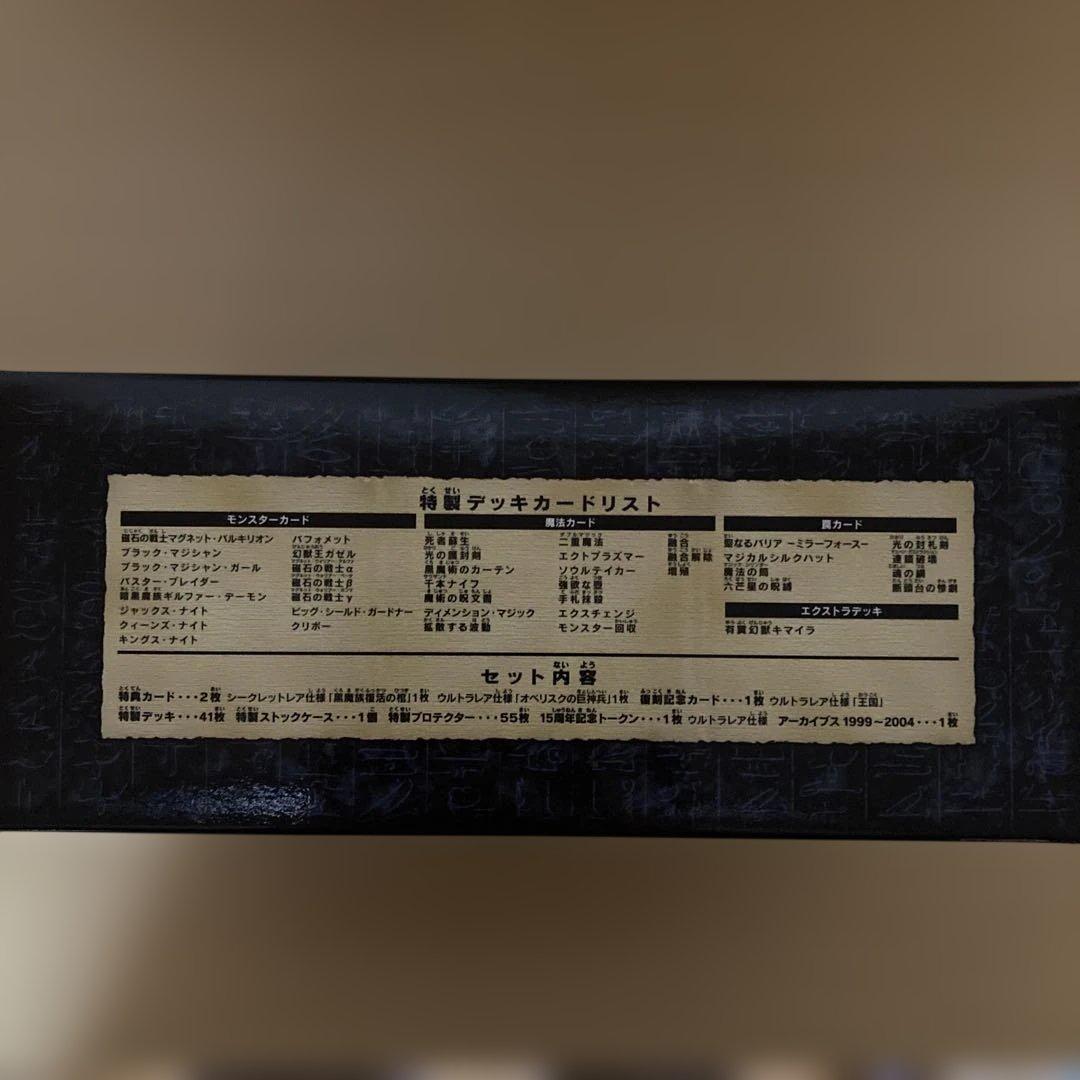 特製デッキカードリスト
モンスターカード
磁石の戦士マグネット・バルキリオン
ブラック・マジシャン
ブラック・マジシャン・ガール
バスター・ブレイダー
暗黒魔族ギルファー・デーモン
ジャックス・ナイト
クィーンズ・ナイト
キングス・ナイト
バフォメット
幻獣王ガゼル
磁石の戦士α
磁石の戦士β
磁石の戦士γ
ビッグ・シールド・ガードナー
クリボー
魔法カード
死者蘇生
光の護封剣
黒魔術のカーテン
千本ナイフ
魔術の呪文書
ディメンション・マジック
拡散する波動
二重魔法
エクトプラズマー
ソウルテイカー
強欲な壺
手札抹殺
エクスチェンジ
モンスター回収
融合
融合解除
増殖
罠カード
聖なるバリア －ミラーフォース－
マジカルシルクハット
魔法の筒
六芒星の呪縛
光の封札剣
連鎖破壊
魂の綱
断頭台の惨劇
エクストラデッキ
有翼幻獣キマイラ
セット内容
特典カード・・・2枚 シークレットレア仕様「黒魔族復活の棺」1枚 ウルトラレア仕様「オベリスクの巨神兵」1枚 復刻記念カード・・・1枚 ウルトラレア仕様「王国」
特製デッキ・・・41枚 特製ストックケース・・・1個 特製プロテクター・・・55枚 15周年記念トークン・・・1枚 ウルトラレア仕様 アーカイブス 1999～2004・・・1枚